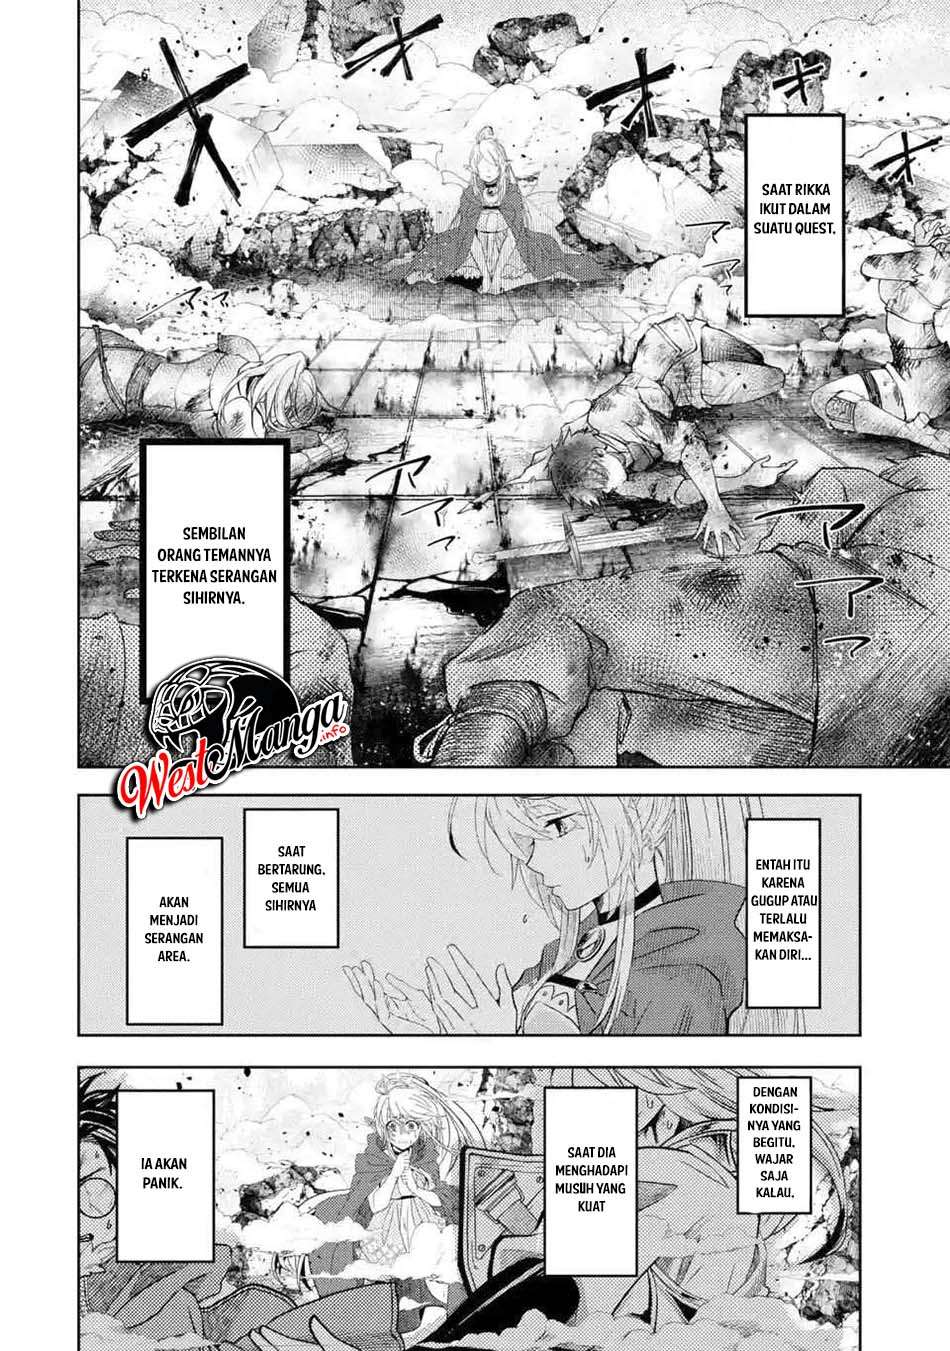 SAAT RIKKA
IKUT DALAM
SUATU QUEST.
SEMBILAN
ORANG TEMANNYA
TERKENA SERANGAN
SIHIRNYA.
WestManga
.info
ENTAH ITU
KARENA
GUGUP ATAU
TERLALU
MEMAKSA-
KAN DIRI...
SAAT
BERTARUNG,
SEMUA
SIHIRNYA
AKAN
MENJADI
SERANGAN
AREA.
DENGAN
KONDISI-
NYA YANG
BEGITU,
WAJAR
SAJA
KALAU,
SAAT DIA
MENGHADAPI
MUSUH YANG
KUAT
IA AKAN
PANIK.